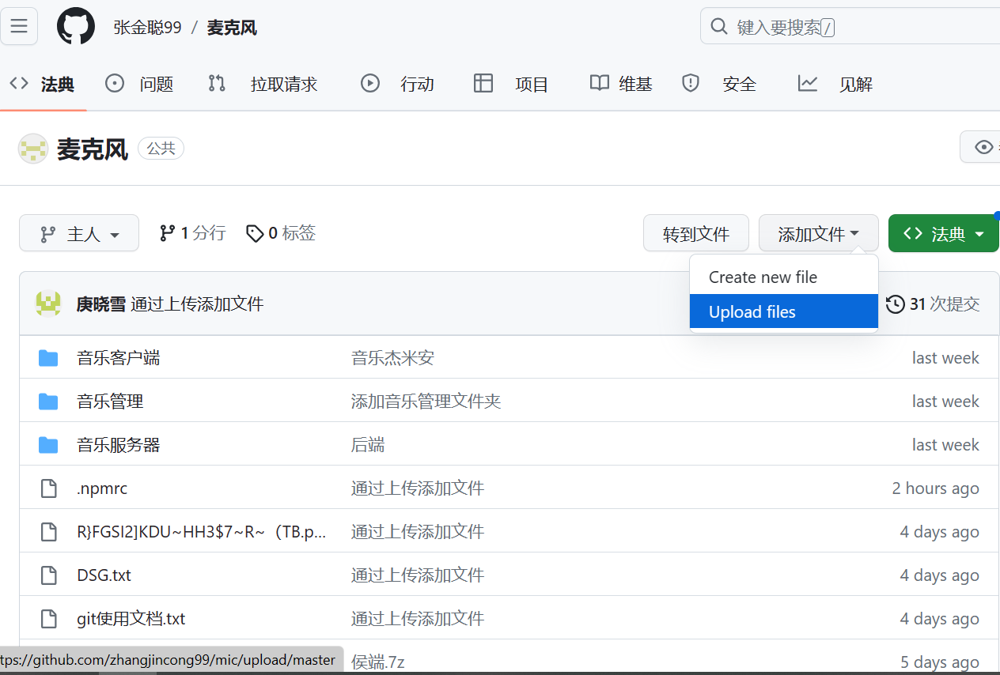 张金聪99 / 麦克风
键入要搜索/
法典 问题 拉取请求 行动 项目 维基 安全 见解
麦克风 公共
主人 1 分行 0 标签 转到文件 添加文件 法典
Create new file
Upload files
庚晓雪 通过上传添加文件 31 次提交
音乐客户端 音乐杰米安 last week
音乐管理 添加音乐管理文件夹 last week
音乐服务器 后端 last week
.npmrc 通过上传添加文件 2 hours ago
R}FGSI2]KDU~HH3$7~R~（TB.p... 通过上传添加文件 4 days ago
DSG.txt 通过上传添加文件 4 days ago
git使用文档.txt 通过上传添加文件 4 days ago
侯端.7z 5 days ago
tps://github.com/zhangjincong99/mic/upload/master